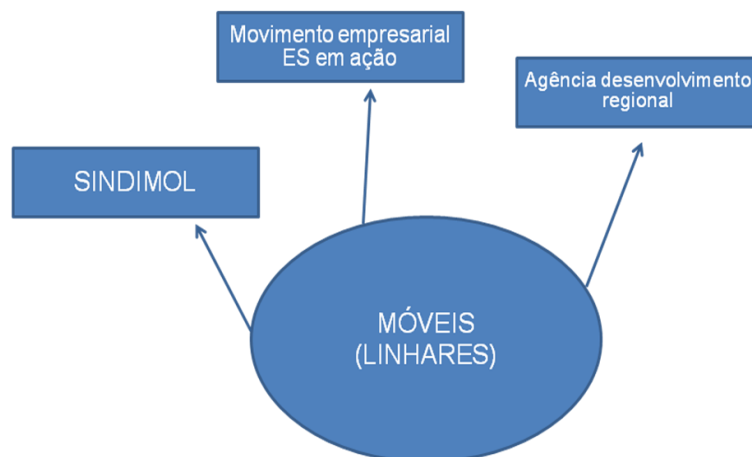 Movimento empresarial
ES em ação
Agência desenvolvimento
regional
SINDIMOL
MÓVEIS
(LINHARES)